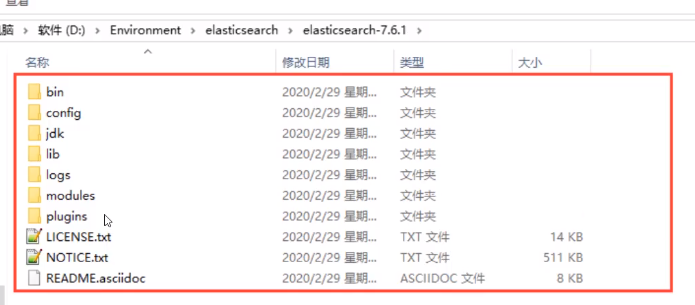 查看
电脑 > 软件 (D:) > Environment > elasticsearch > elasticsearch-7.6.1 >
名称 修改日期 类型 大小
bin 2020/2/29 星期... 文件夹
config 2020/2/29 星期... 文件夹
jdk 2020/2/29 星期... 文件夹
lib 2020/2/29 星期... 文件夹
logs 2020/2/29 星期... 文件夹
modules 2020/2/29 星期... 文件夹
plugins 2020/2/29 星期... 文件夹
LICENSE.txt 2020/2/29 星期... TXT 文件 14 KB
NOTICE.txt 2020/2/29 星期... TXT 文件 511 KB
README.asciidoc 2020/2/29 星期... ASCIIDOC 文件 8 KB